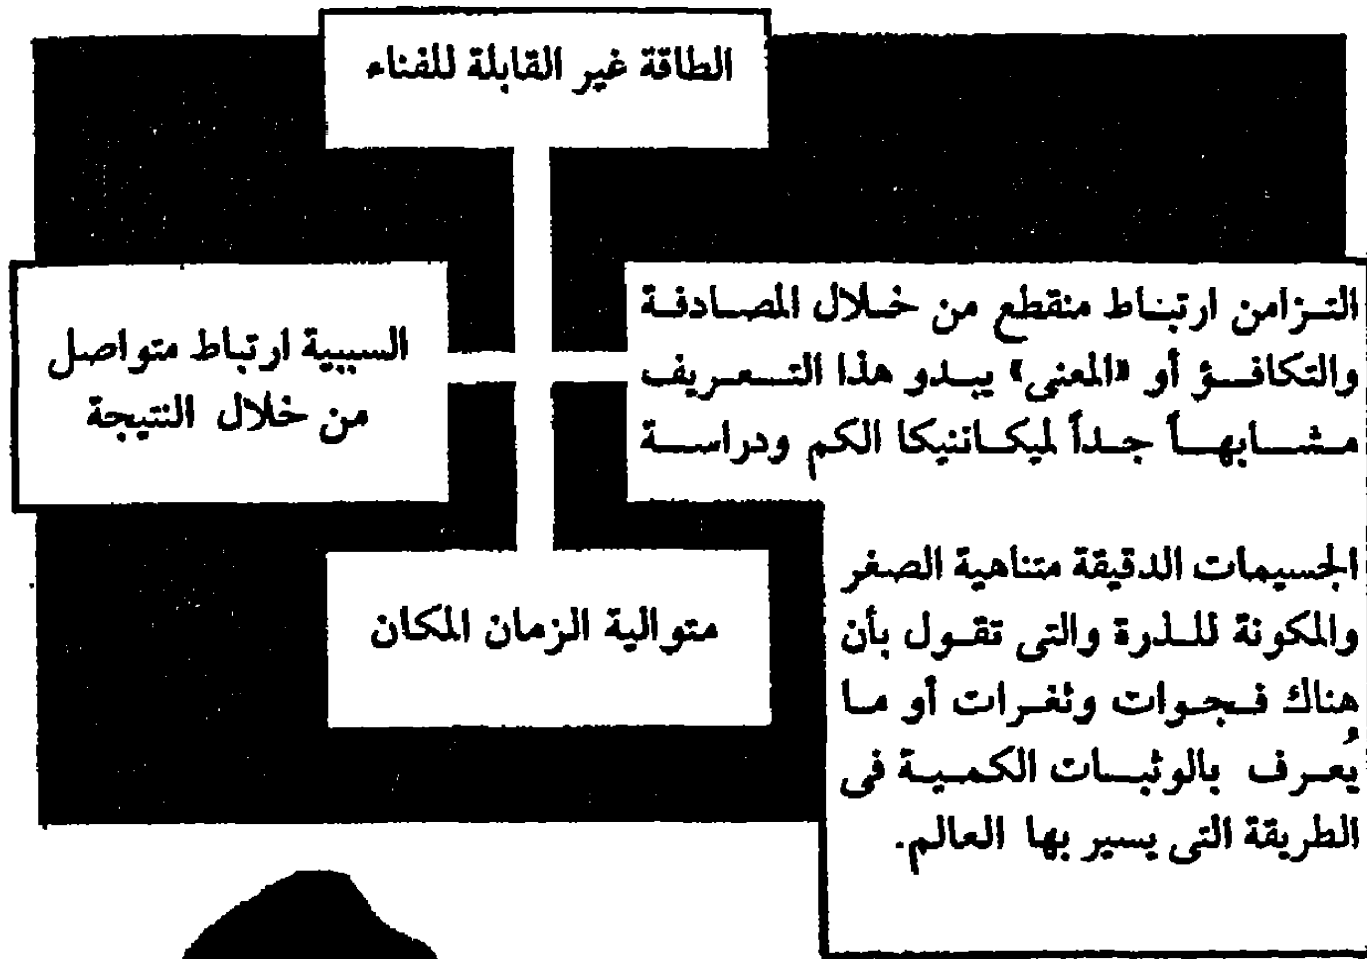 الطاقة غير القابلة للفناء
التزامن ارتباط منقطع من خلال المصادفة
والتكافؤ أو «المعنى» يبدو هذا التعريف
مشابهاً جداً لميكاننيكا الكم ودراسة
الجسيمات الدقيقة متناهية الصغر
والمكونة للذرة والتى تقول بأن
هناك فجوات وثغرات أو ما
يُعرف بالوثبات الكمية فى
الطريقة التى يسير بها العالم.
السببية ارتباط متواصل
من خلال النتيجة
متوالية الزمان المكان